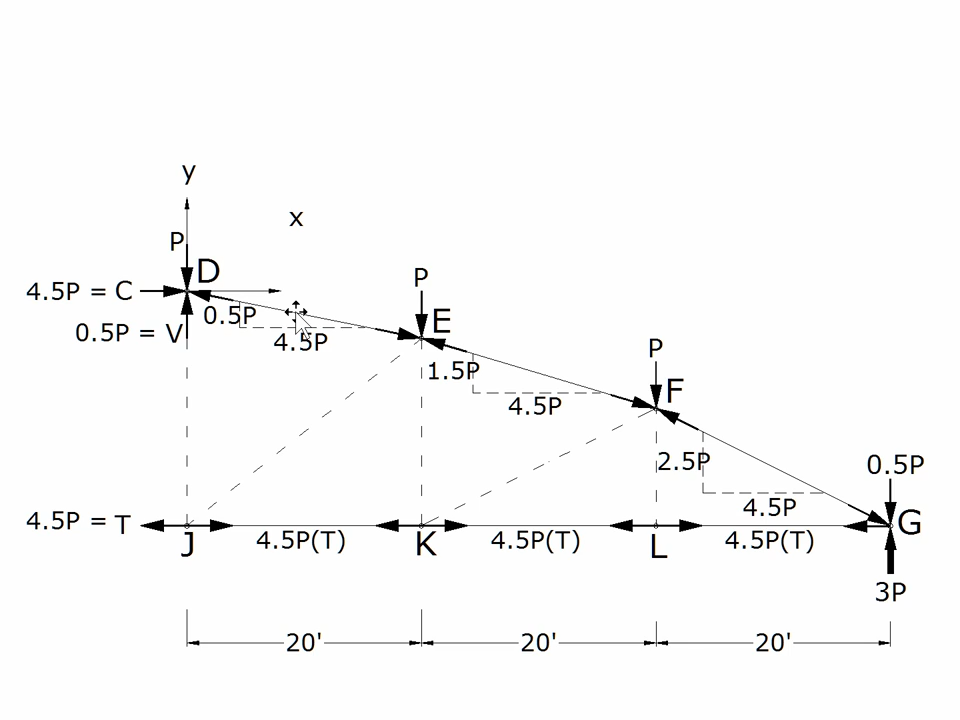 y
x
P
D
4.5P = C
0.5P = V
0.5P
4.5P
P
E
1.5P
4.5P
P
F
2.5P
4.5P
0.5P
G
3P
4.5P = T
J
4.5P(T)
K
4.5P(T)
L
4.5P(T)
20'
20'
20'